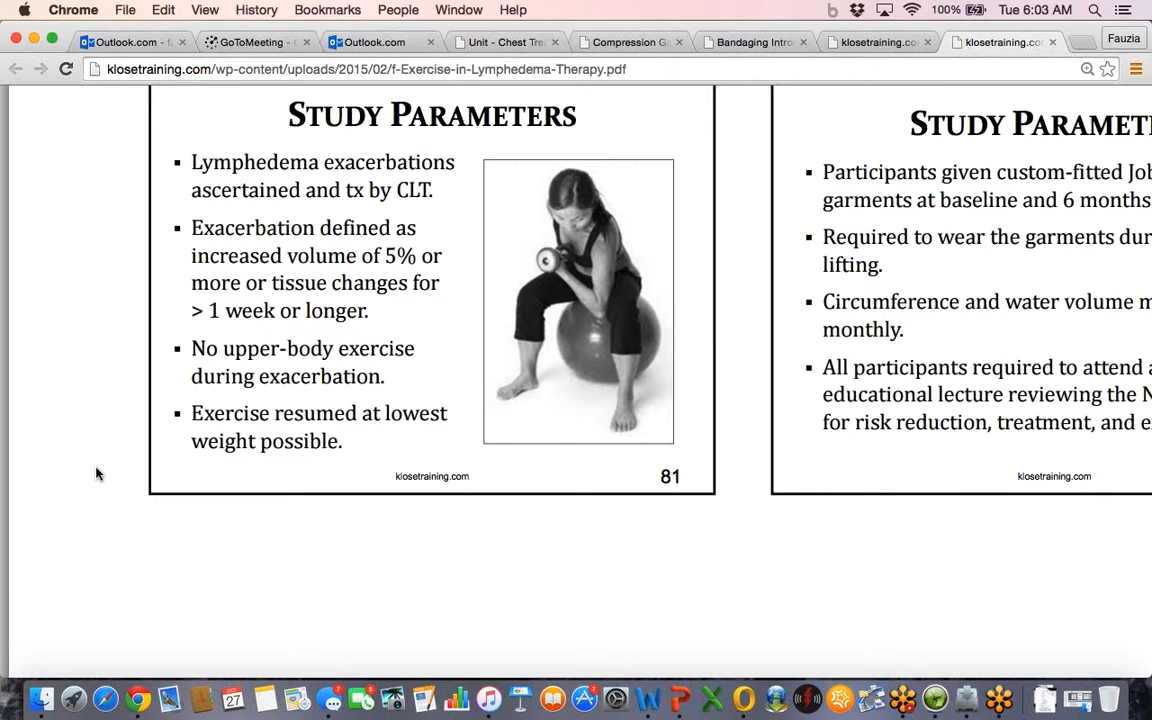 Chrome File Edit View History Bookmarks People Window Help 100% Tue 6:03 AM
Outlook.com - f GoToMeeting - C Outlook.com Unit - Chest Tre Compression Ga Bandaging Intro klosetraining.com klosetraining.com Fauzia
klosetraining.com/wp-content/uploads/2015/02/f-Exercise-in-Lymphedema-Therapy.pdf
STUDY PARAMETERS
▪ Lymphedema exacerbations
ascertained and tx by CLT.
▪ Exacerbation defined as
increased volume of 5% or
more or tissue changes for
> 1 week or longer.
▪ No upper-body exercise
during exacerbation.
▪ Exercise resumed at lowest
weight possible.
klosetraining.com 81
STUDY PARAMET
▪ Participants given custom-fitted Job
garments at baseline and 6 months
▪ Required to wear the garments dur
lifting.
▪ Circumference and water volume m
monthly.
▪ All participants required to attend a
educational lecture reviewing the N
for risk reduction, treatment, and e
klosetraining.com